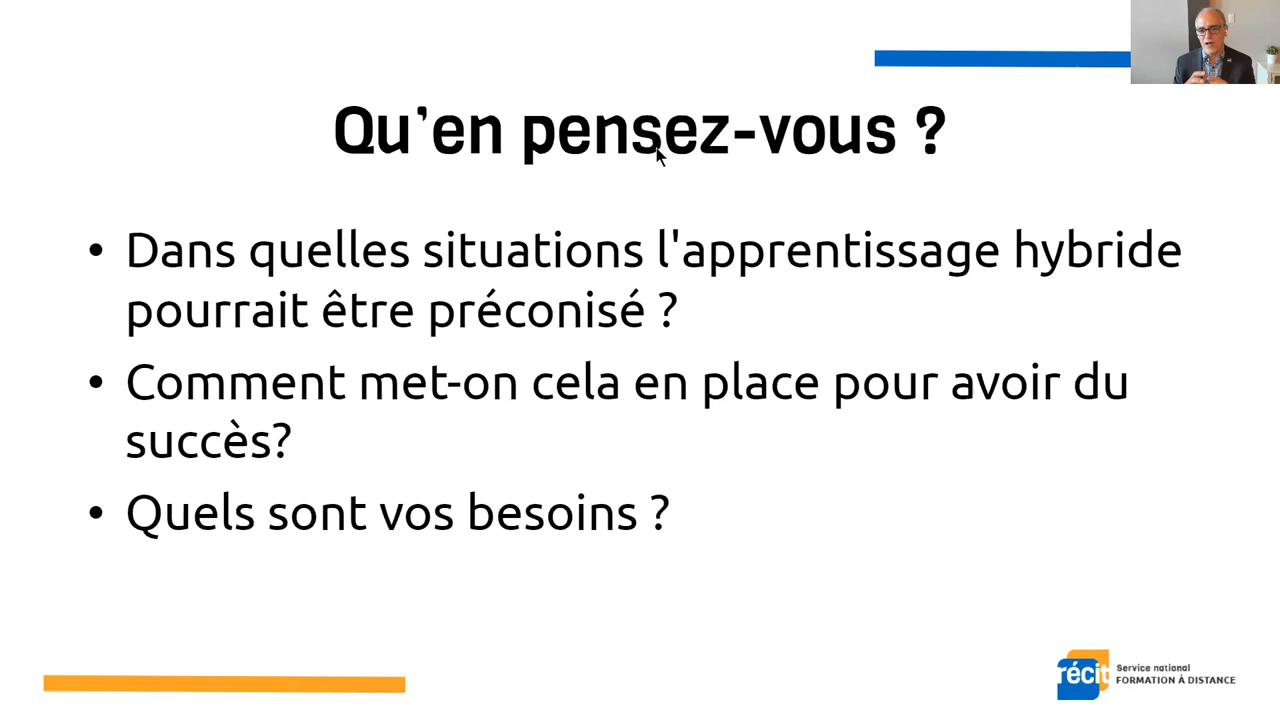 Qu'en pensez-vous ?
• Dans quelles situations l'apprentissage hybride
pourrait être préconisé ?
• Comment met-on cela en place pour avoir du
succès?
• Quels sont vos besoins ?
récit
Service national
FORMATION À DISTANCE